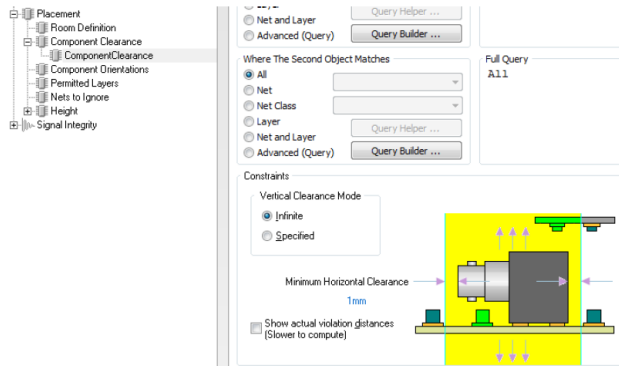 Placement
Room Definition
Component Clearance
ComponentClearance
Component Orientations
Permitted Layers
Nets to Ignore
Height
Signal Integrity
Layer
Net and Layer
Advanced (Query)
Query Helper ...
Query Builder ...
Where The Second Object Matches
All
Net
Net Class
Layer
Net and Layer
Advanced (Query)
Query Helper ...
Query Builder ...
Full Query
All
Constraints
Vertical Clearance Mode
Infinite
Specified
Minimum Horizontal Clearance
1mm
Show actual violation distances
(Slower to compute)